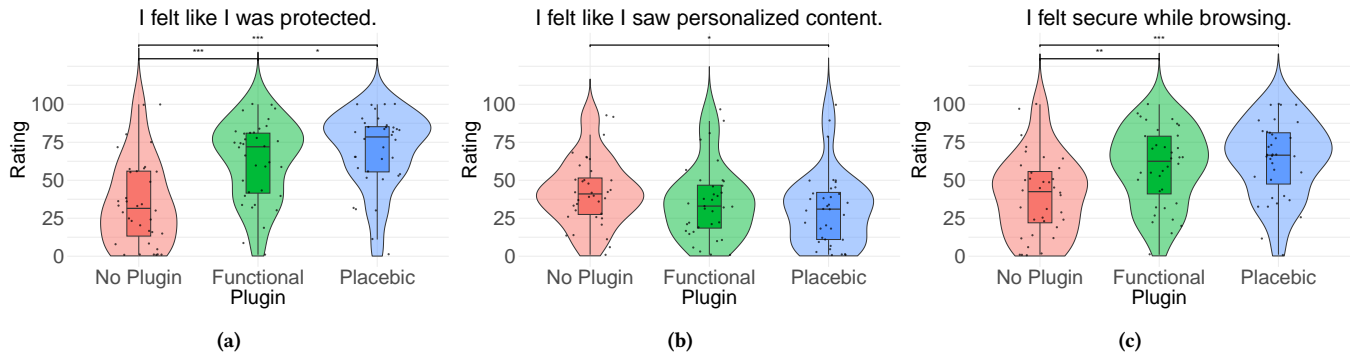 I felt like I was protected.
***
***
*
Rating
100
75
50
25
0
No Plugin
Functional
Placebic
Plugin
(a)
I felt like I saw personalized content.
*
Rating
100
75
50
25
0
No Plugin
Functional
Placebic
Plugin
(b)
I felt secure while browsing.
***
**
Rating
100
75
50
25
0
No Plugin
Functional
Placebic
Plugin
(c)